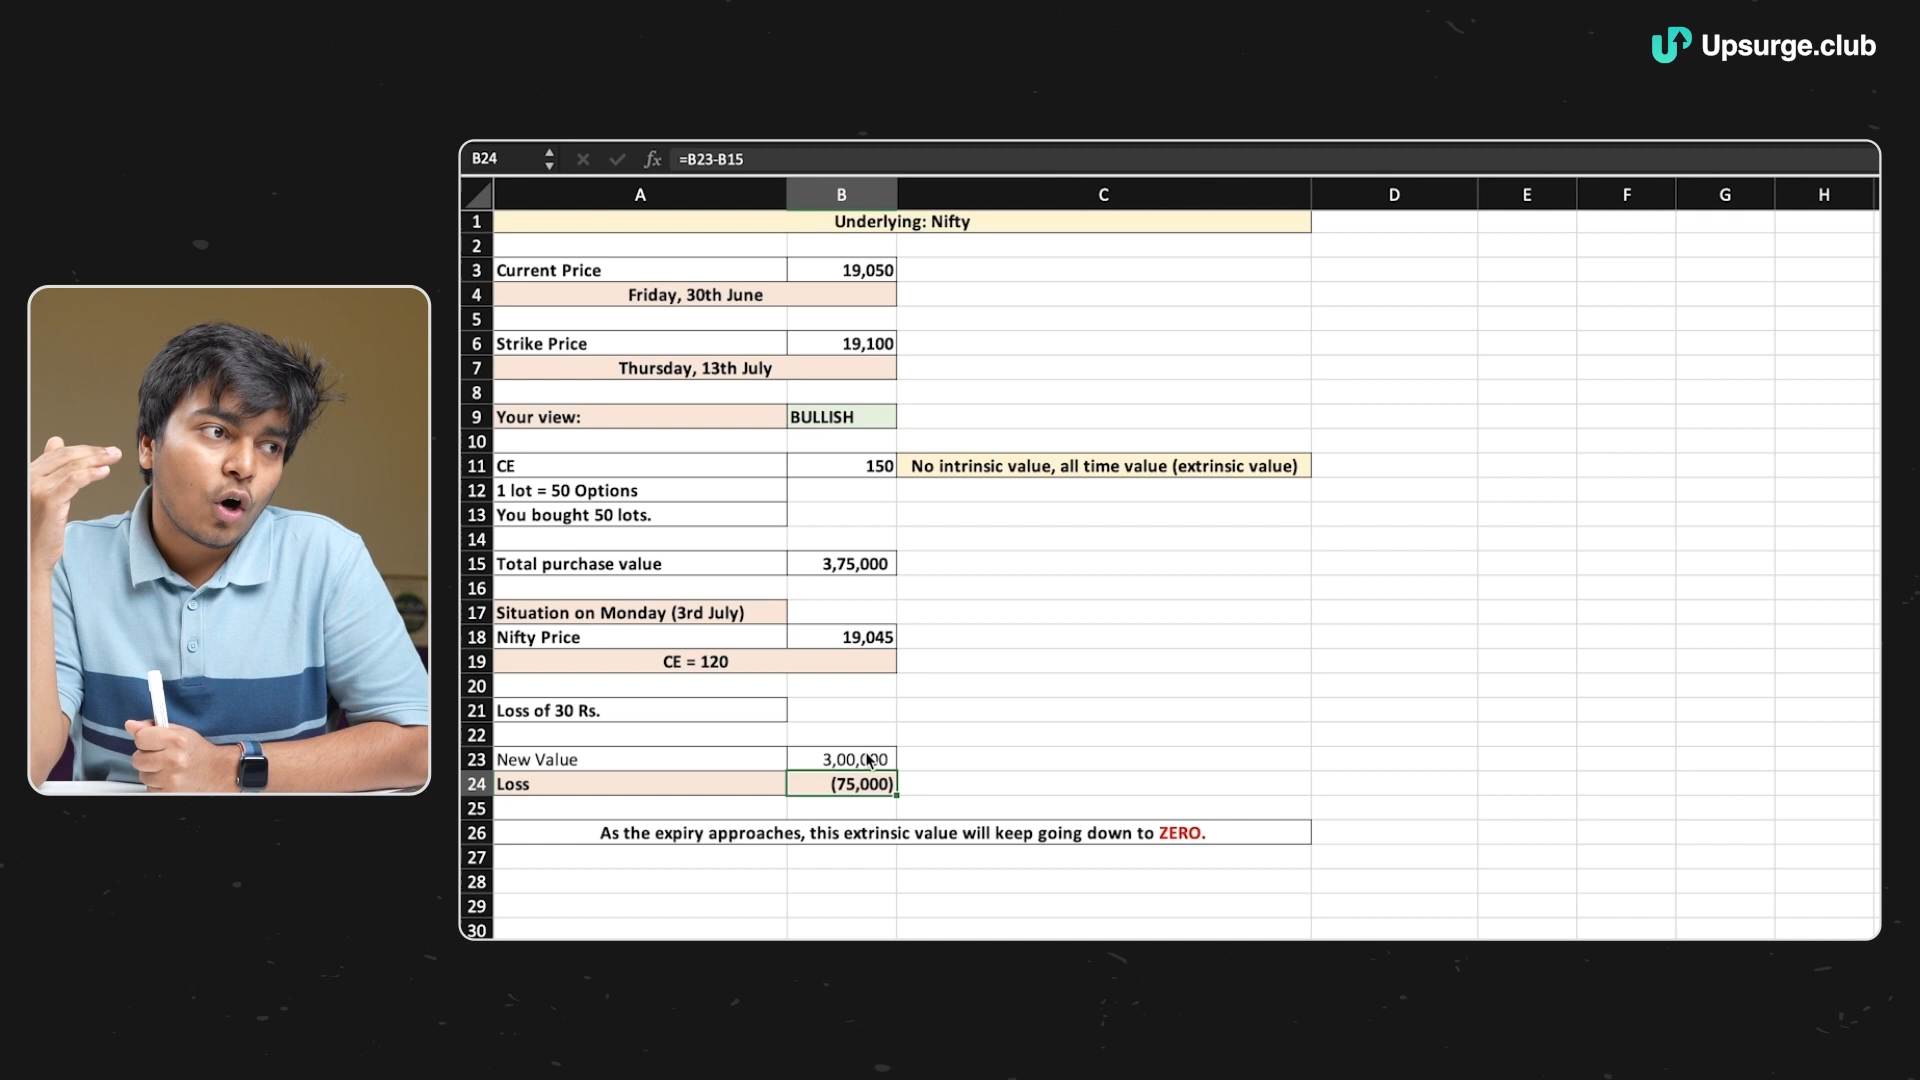 Upsurge.club
B24 fx =B23-B15
A B C D E F G H
1 Underlying: Nifty
2
3 Current Price 19,050
4 Friday, 30th June
5
6 Strike Price 19,100
7 Thursday, 13th July
8
9 Your view: BULLISH
10
11 CE 150 No intrinsic value, all time value (extrinsic value)
12 1 lot = 50 Options
13 You bought 50 lots.
14
15 Total purchase value 3,75,000
16
17 Situation on Monday (3rd July)
18 Nifty Price 19,045
19 CE = 120
20
21 Loss of 30 Rs.
22
23 New Value 3,00,000
24 Loss (75,000)
25
26 As the expiry approaches, this extrinsic value will keep going down to ZERO.
27
28
29
30